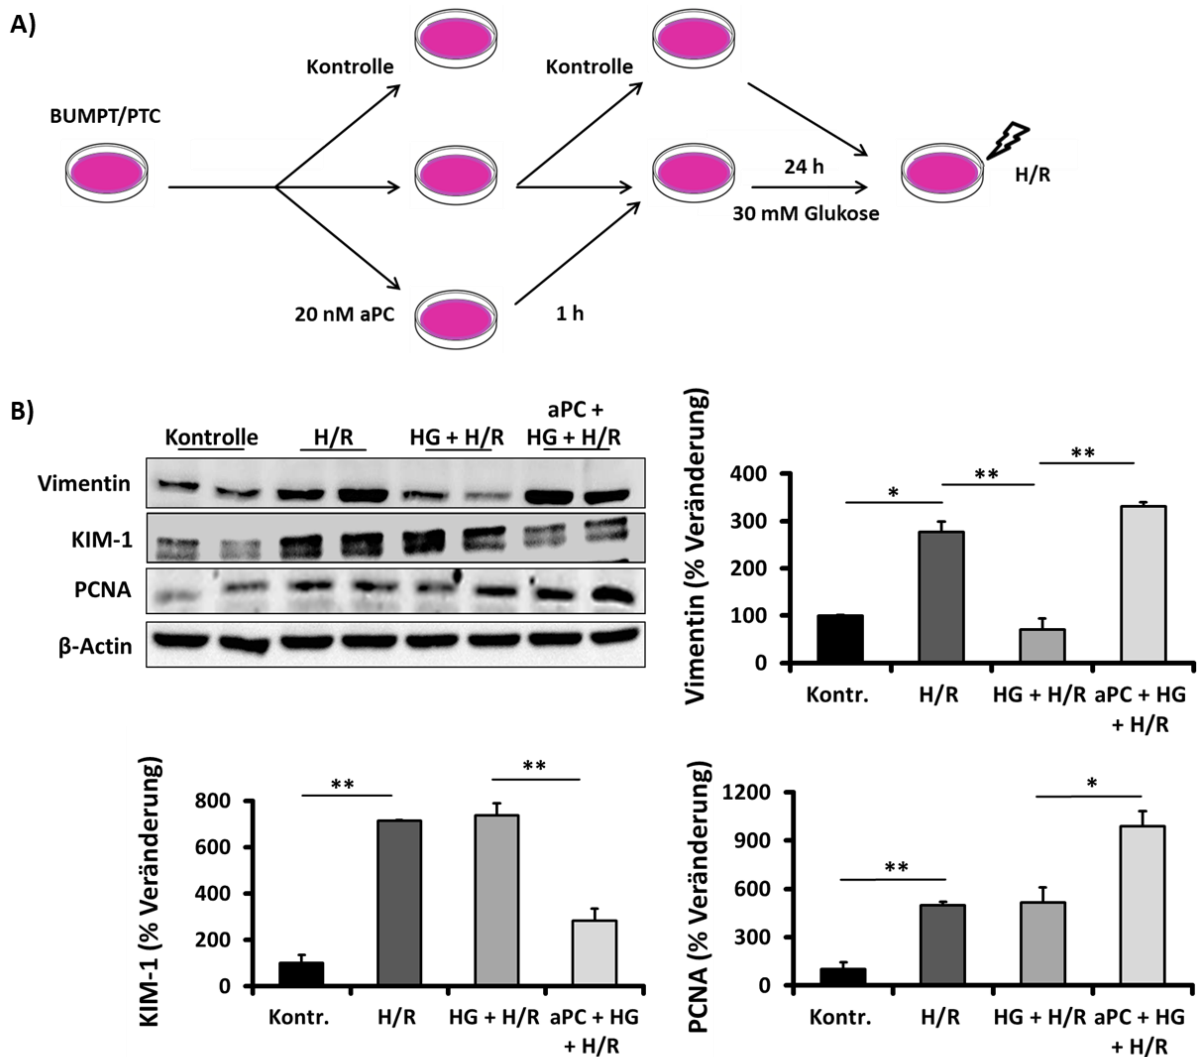 A)
Kontrolle
Kontrolle
BUMPT/PTC
24 h
H/R
30 mM Glukose
20 nM aPC
1 h
B)
Kontrolle
H/R
HG + H/R
aPC +
HG + H/R
Vimentin
KIM-1
PCNA
β-Actin
Vimentin (% Veränderung)
400
300
200
100
0
*
**
**
Kontr.
H/R
HG + H/R
aPC + HG
+ H/R
KIM-1 (% Veränderung)
800
600
400
200
0
**
**
Kontr.
H/R
HG + H/R
aPC + HG
+ H/R
PCNA (% Veränderung)
1200
900
600
300
0
**
*
Kontr.
H/R
HG + H/R
aPC + HG
+ H/R